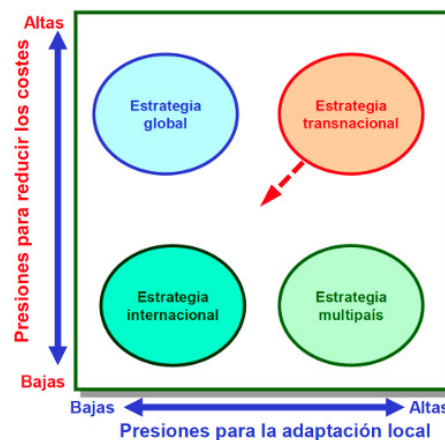 Altas
Presiones para reducir los costes
Estrategia
global
Estrategia
transnacional
Estrategia
internacional
Estrategia
multipaís
Bajas
Bajas
Altas
Presiones para la adaptación local